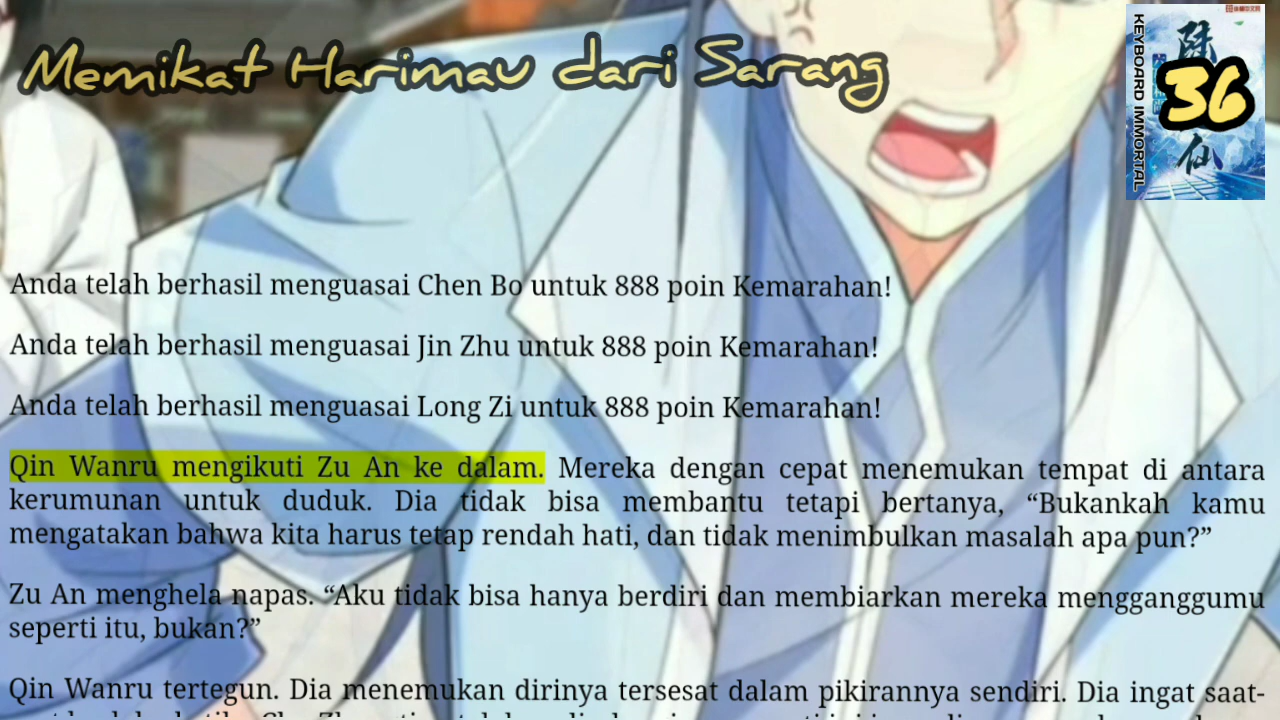 Memikat Harimau dari Sarang
KEYBOARD IMMORTAL
36
仙
Anda telah berhasil menguasai Chen Bo untuk 888 poin Kemarahan!
Anda telah berhasil menguasai Jin Zhu untuk 888 poin Kemarahan!
Anda telah berhasil menguasai Long Zi untuk 888 poin Kemarahan!
Qin Wanru mengikuti Zu An ke dalam. Mereka dengan cepat menemukan tempat di antara
kerumunan untuk duduk. Dia tidak bisa membantu tetapi bertanya, “Bukankah kamu
mengatakan bahwa kita harus tetap rendah hati, dan tidak menimbulkan masalah apa pun?”
Zu An menghela napas. “Aku tidak bisa hanya berdiri dan membiarkan mereka mengganggumu
seperti itu, bukan?”
Qin Wanru tertegun. Dia menemukan dirinya tersesat dalam pikirannya sendiri. Dia ingat saat-